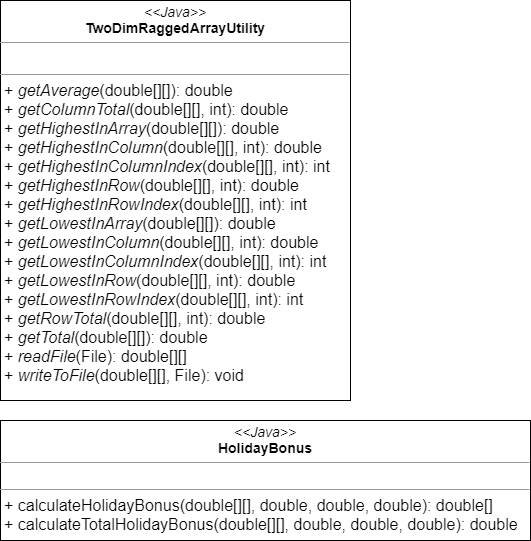 <<Java>>
TwoDimRaggedArrayUtility
+ getAverage(double[][]): double
+ getColumnTotal(double[][], int): double
+ getHighestInArray(double[][]): double
+ getHighestInColumn(double[][], int): double
+ getHighestInColumnIndex(double[][], int): int
+ getHighestInRow(double[][], int): double
+ getHighestInRowIndex(double[][], int): int
+ getLowestInArray(double[][]): double
+ getLowestInColumn(double[][], int): double
+ getLowestInColumnIndex(double[][], int): int
+ getLowestInRow(double[][], int): double
+ getLowestInRowIndex(double[][], int): int
+ getRowTotal(double[][], int): double
+ getTotal(double[][]): double
+ readFile(File): double[][]
+ writeToFile(double[][], File): void
<<Java>>
HolidayBonus
+ calculateHolidayBonus(double[][], double, double, double): double[]
+ calculateTotalHolidayBonus(double[][], double, double, double): double